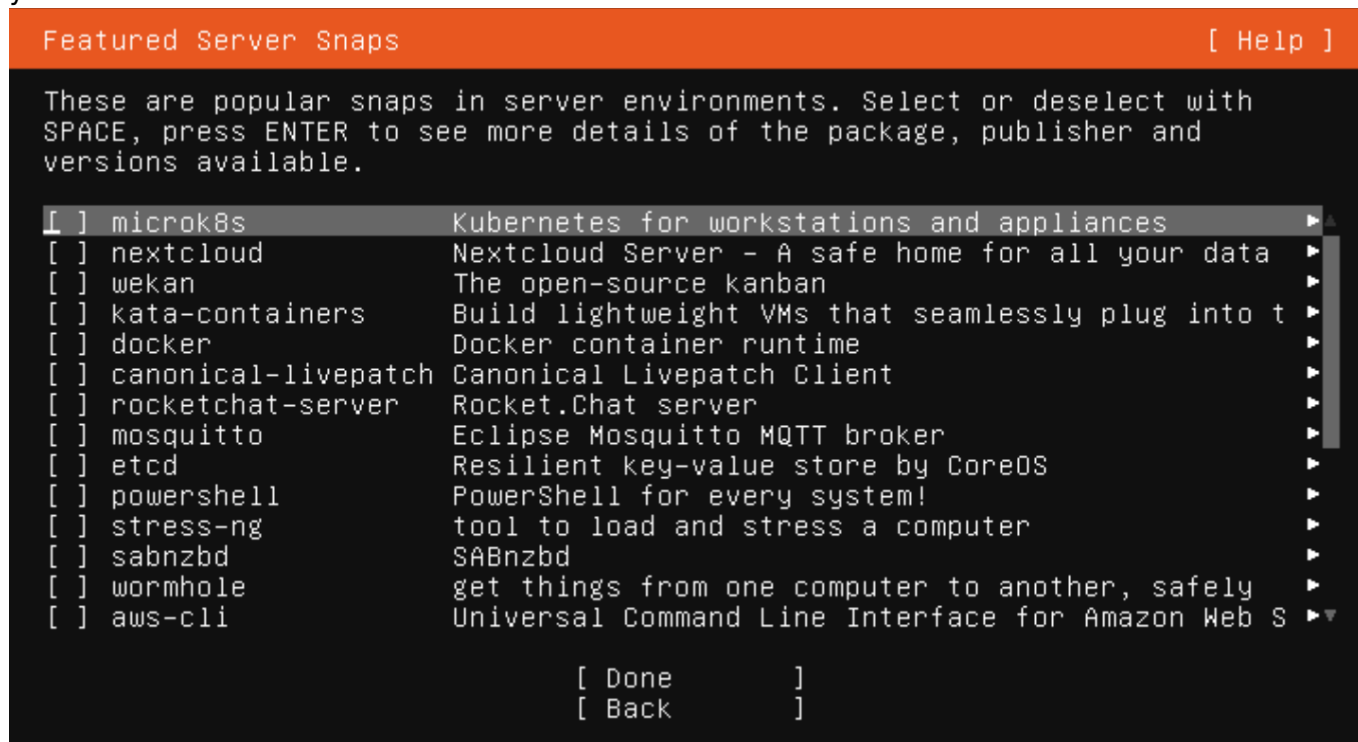 Featured Server Snaps [ Help ]
These are popular snaps in server environments. Select or deselect with
SPACE, press ENTER to see more details of the package, publisher and
versions available.
[ ] microk8s Kubernetes for workstations and appliances ►
[ ] nextcloud Nextcloud Server - A safe home for all your data ►
[ ] wekan The open-source kanban ►
[ ] kata-containers Build lightweight VMs that seamlessly plug into t ►
[ ] docker Docker container runtime ►
[ ] canonical-livepatch Canonical Livepatch Client ►
[ ] rocketchat-server Rocket.Chat server ►
[ ] mosquitto Eclipse Mosquitto MQTT broker ►
[ ] etcd Resilient key-value store by CoreOS ►
[ ] powershell PowerShell for every system! ►
[ ] stress-ng tool to load and stress a computer ►
[ ] sabnzbd SABnzbd ►
[ ] wormhole get things from one computer to another, safely ►
[ ] aws-cli Universal Command Line Interface for Amazon Web S ►
[ Done ]
[ Back ]